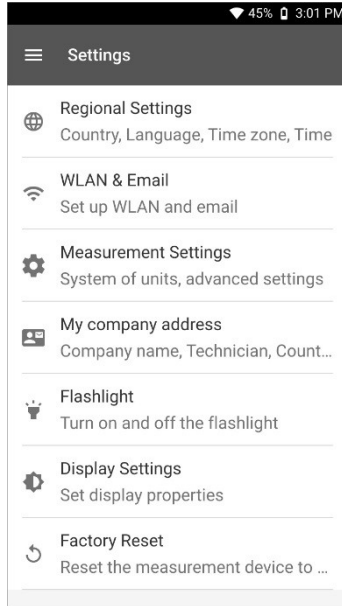 45% 3:01 PM
Settings
Regional Settings
Country, Language, Time zone, Time
WLAN & Email
Set up WLAN and email
Measurement Settings
System of units, advanced settings
My company address
Company name, Technician, Count...
Flashlight
Turn on and off the flashlight
Display Settings
Set display properties
Factory Reset
Reset the measurement device to ...